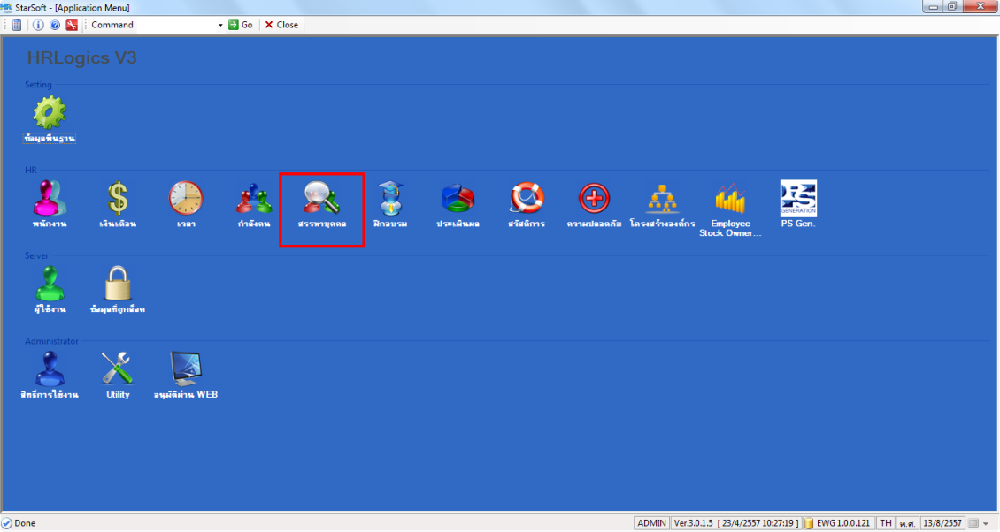 StarSoft - [Application Menu]
Command Go Close
HRLogics V3
Setting
ข้อมูลพื้นฐาน
HR
พนักงาน เงินเดือน เวลา กำลังคน สรรหาบุคคล ฝึกอบรม ประเมินผล สวัสดิการ ความปลอดภัย โครงสร้างองค์กร Employee Stock Owner... PS Gen.
PS
GENERATION
Server
ผู้ใช้งาน ข้อมูลที่ถูกล็อค
Administrator
สิทธิ์การใช้งาน Utility อนุมัติผ่าน WEB
Done ADMIN Ver.3.0.1.5 [ 23/4/2557 10:27:19 ] EWG 1.0.0.121 TH พ.ศ. 13/8/2557